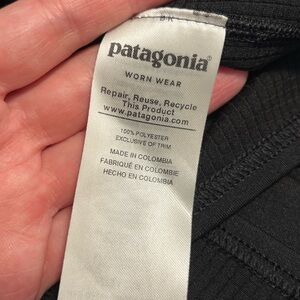 BK
patagonia®
WORN WEAR
Repair, Reuse, Recycle
This Product
www.patagonia.com
100% POLYESTER
EXCLUSIVE OF TRIM
MADE IN COLOMBIA
FABRIQUÉ EN COLOMBIE
HECHO EN COLOMBIA